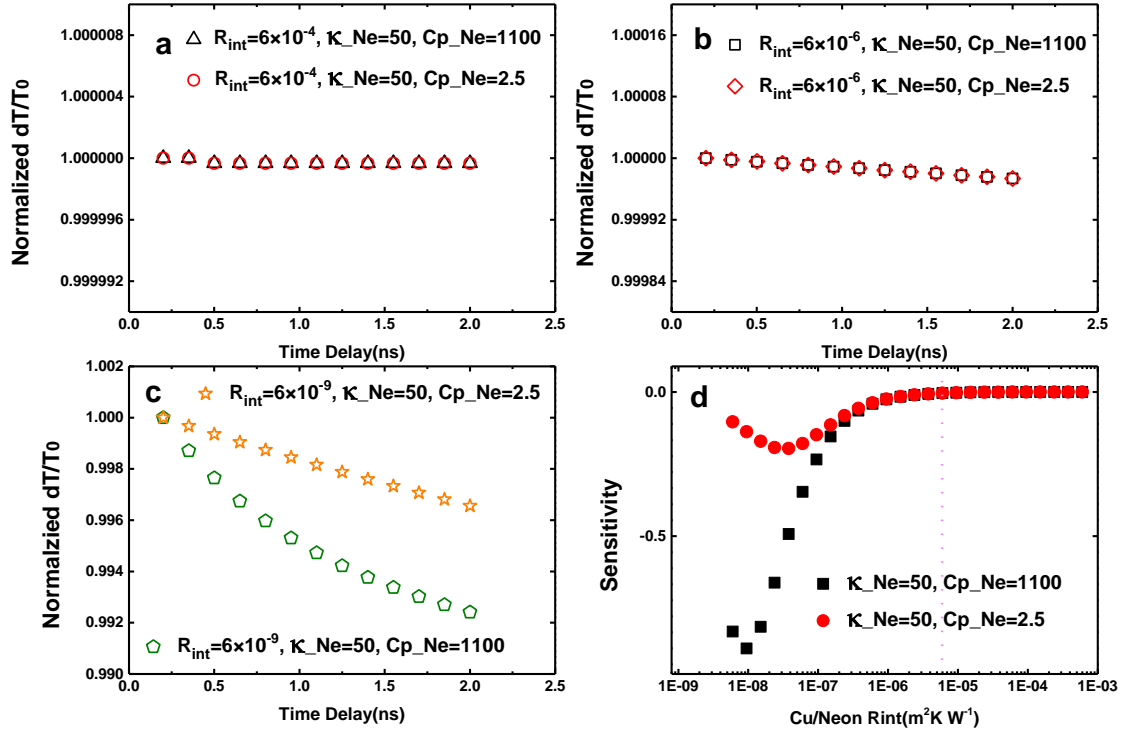 a
R_int=6×10^-4, κ_Ne=50, Cp_Ne=1100
R_int=6×10^-4, κ_Ne=50, Cp_Ne=2.5
1.000008
1.000004
1.000000
0.999996
0.999992
Normalized dT/T0
0.0 0.5 1.0 1.5 2.0 2.5
Time Delay(ns)
b
R_int=6×10^-6, κ_Ne=50, Cp_Ne=1100
R_int=6×10^-6, κ_Ne=50, Cp_Ne=2.5
1.00016
1.00008
1.00000
0.99992
0.99984
Normalized dT/T0
0.0 0.5 1.0 1.5 2.0 2.5
Time Delay(ns)
c
R_int=6×10^-9, κ_Ne=50, Cp_Ne=2.5
R_int=6×10^-9, κ_Ne=50, Cp_Ne=1100
1.002
1.000
0.998
0.996
0.994
0.992
0.990
Normalzied dT/T0
0.0 0.5 1.0 1.5 2.0 2.5
Time Delay(ns)
d
0.0
-0.5
Sensitivity
κ_Ne=50, Cp_Ne=1100
κ_Ne=50, Cp_Ne=2.5
1E-09 1E-08 1E-07 1E-06 1E-05 1E-04 1E-03
Cu/Neon Rint(m²K W⁻¹)